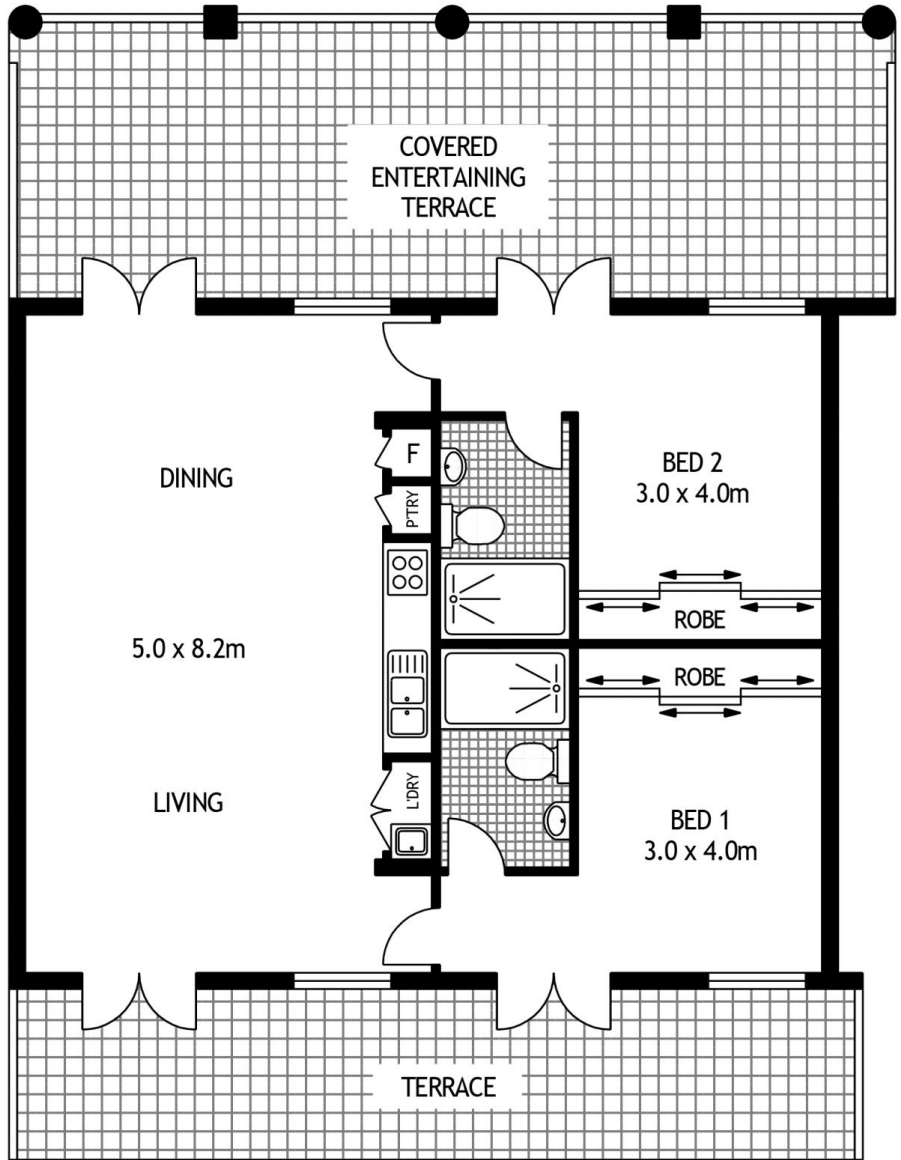 COVERED
ENTERTAINING
TERRACE
F
DINING
P'TRY
BED 2
3.0 x 4.0m
ROBE
5.0 x 8.2m
ROBE
L'DRY
LIVING
BED 1
3.0 x 4.0m
TERRACE